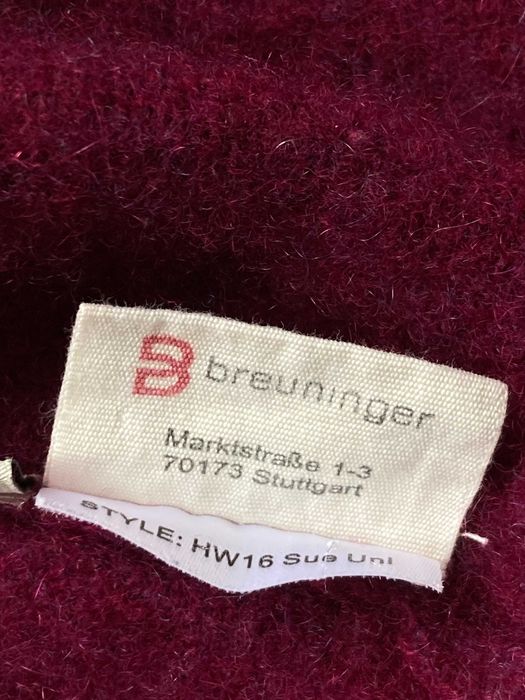 breuninger
Marktstraße 1-3
70173 Stuttgart
STYLE: HW16 Sue Uni